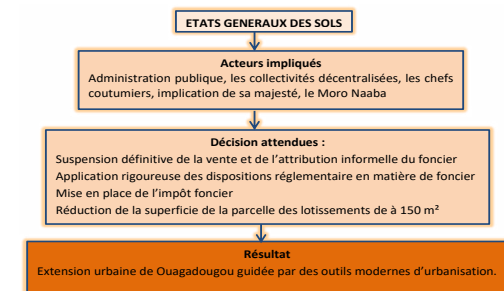 ETATS GENERAUX DES SOLS
Acteurs impliqués
Administration publique, les collectivités décentralisées, les chefs
coutumiers, implication de sa majesté, le Moro Naaba
Décision attendues :
Suspension définitive de la vente et de l'attribution informelle du foncier
Application rigoureuse des dispositions réglementaire en matière de foncier
Mise en place de l'impôt foncier
Réduction de la superficie de la parcelle des lotissements de à 150 m²
Résultat
Extension urbaine de Ouagadougou guidée par des outils modernes d'urbanisation.